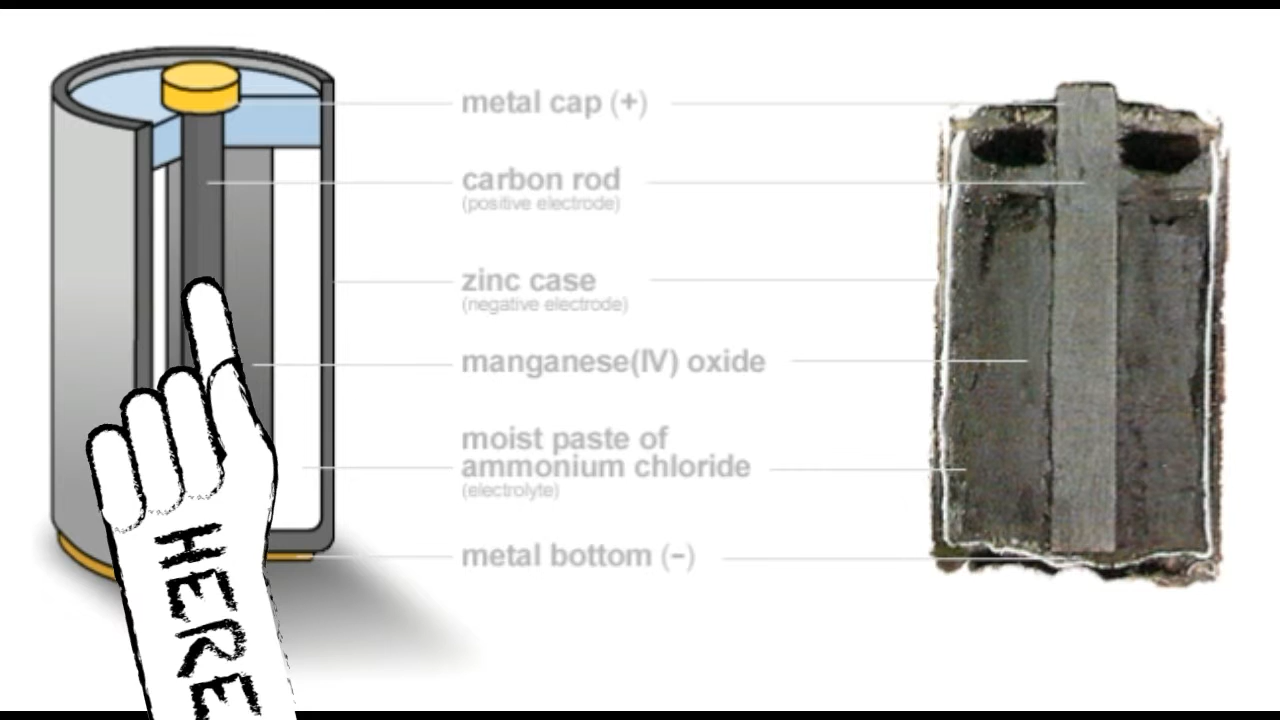 metal cap (+)
carbon rod
(positive electrode)
zinc case
(negative electrode)
manganese(IV) oxide
moist paste of
ammonium chloride
(electrolyte)
metal bottom (−)
HERE